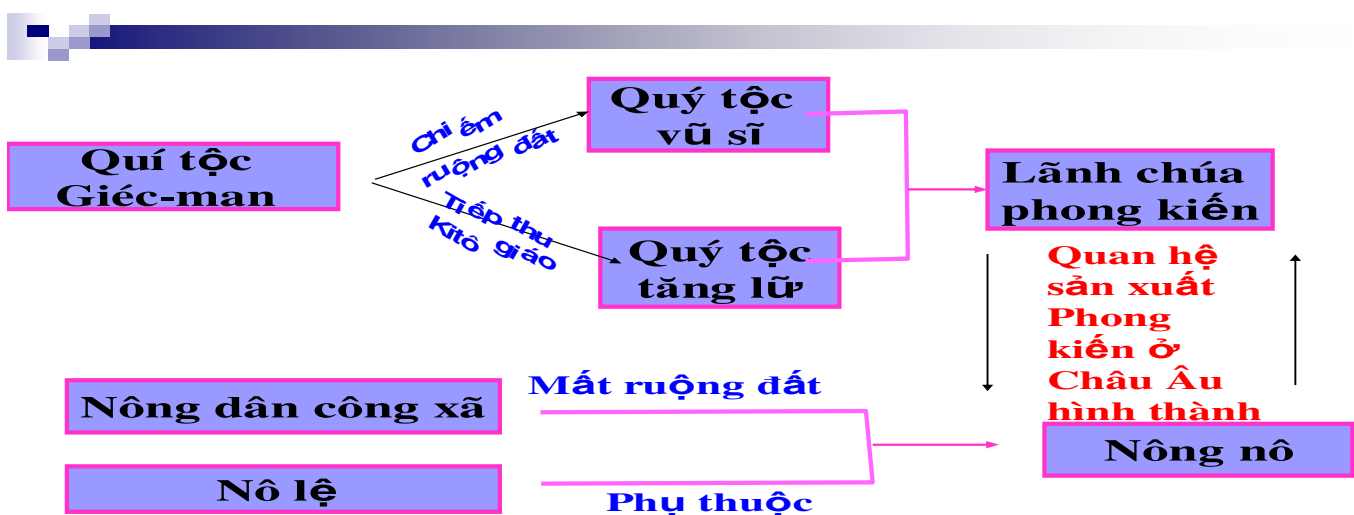 Quí tộc
Giéc-man
Chiếm
ruộng đất
Tiếp thu
Kitô giáo
Quý tộc
vũ sĩ
Quý tộc
tăng lữ
Lãnh chúa
phong kiến
Quan hệ
sản xuất
Phong
kiến ở
Châu Âu
hình thành
Nông dân công xã
Mất ruộng đất
Nô lệ
Phụ thuộc
Nông nô